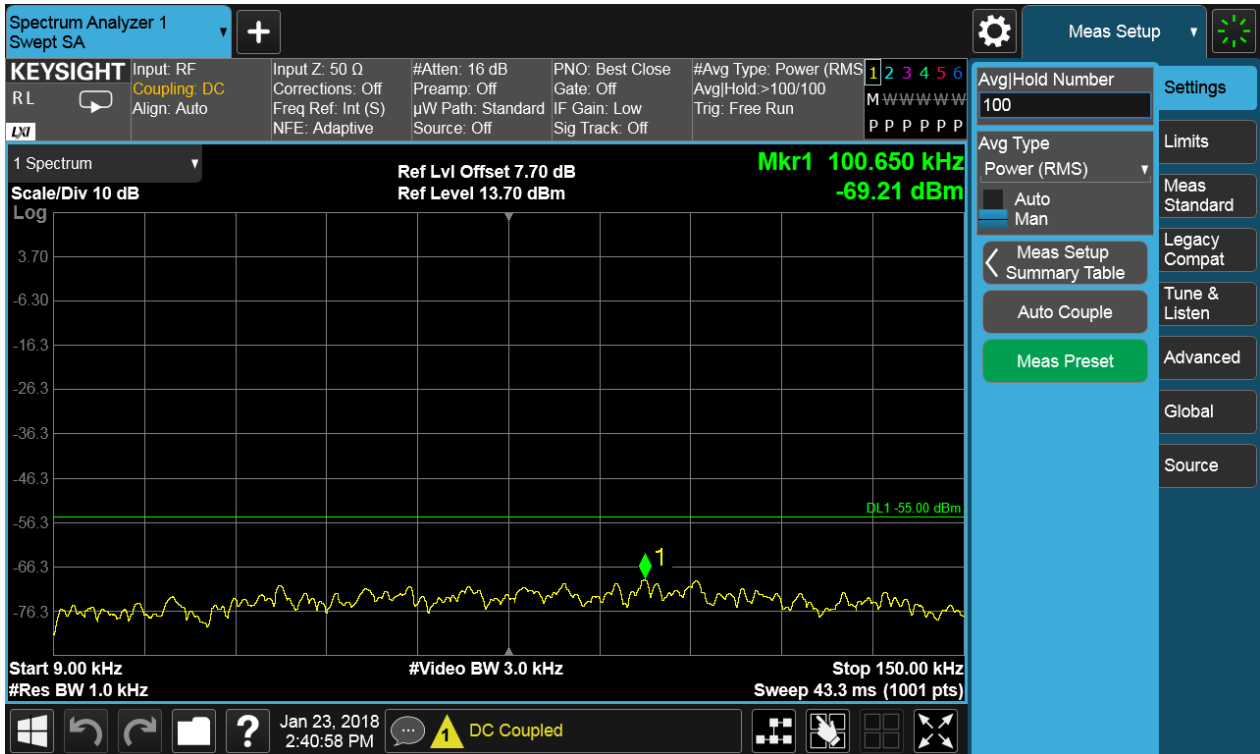 Spectrum Analyzer 1
Swept SA
+
Meas Setup
KEYSIGHT Input: RF Input Z: 50 Ω #Atten: 16 dB PNO: Best Close #Avg Type: Power (RMS 1 2 3 4 5 6
RL Coupling: DC Corrections: Off Preamp: Off Gate: Off Avg|Hold:>100/100
Align: Auto Freq Ref: Int (S) µW Path: Standard IF Gain: Low Trig: Free Run M W W W W W
LXI NFE: Adaptive Source: Off Sig Track: Off P P P P P P
1 Spectrum
Ref Lvl Offset 7.70 dB
Mkr1 100.650 kHz
Scale/Div 10 dB
Ref Level 13.70 dBm
-69.21 dBm
Log
3.70
-6.30
-16.3
-26.3
-36.3
-46.3
DL1 -55.00 dBm
-56.3
1
-66.3
-76.3
Start 9.00 kHz
#Video BW 3.0 kHz
Stop 150.00 kHz
#Res BW 1.0 kHz
Sweep 43.3 ms (1001 pts)
Avg|Hold Number
100
Avg Type
Power (RMS)
Auto
Man
Meas Setup
Summary Table
Auto Couple
Meas Preset
Settings
Limits
Meas
Standard
Legacy
Compat
Tune &
Listen
Advanced
Global
Source
?
Jan 23, 2018
2:40:58 PM
1
DC Coupled